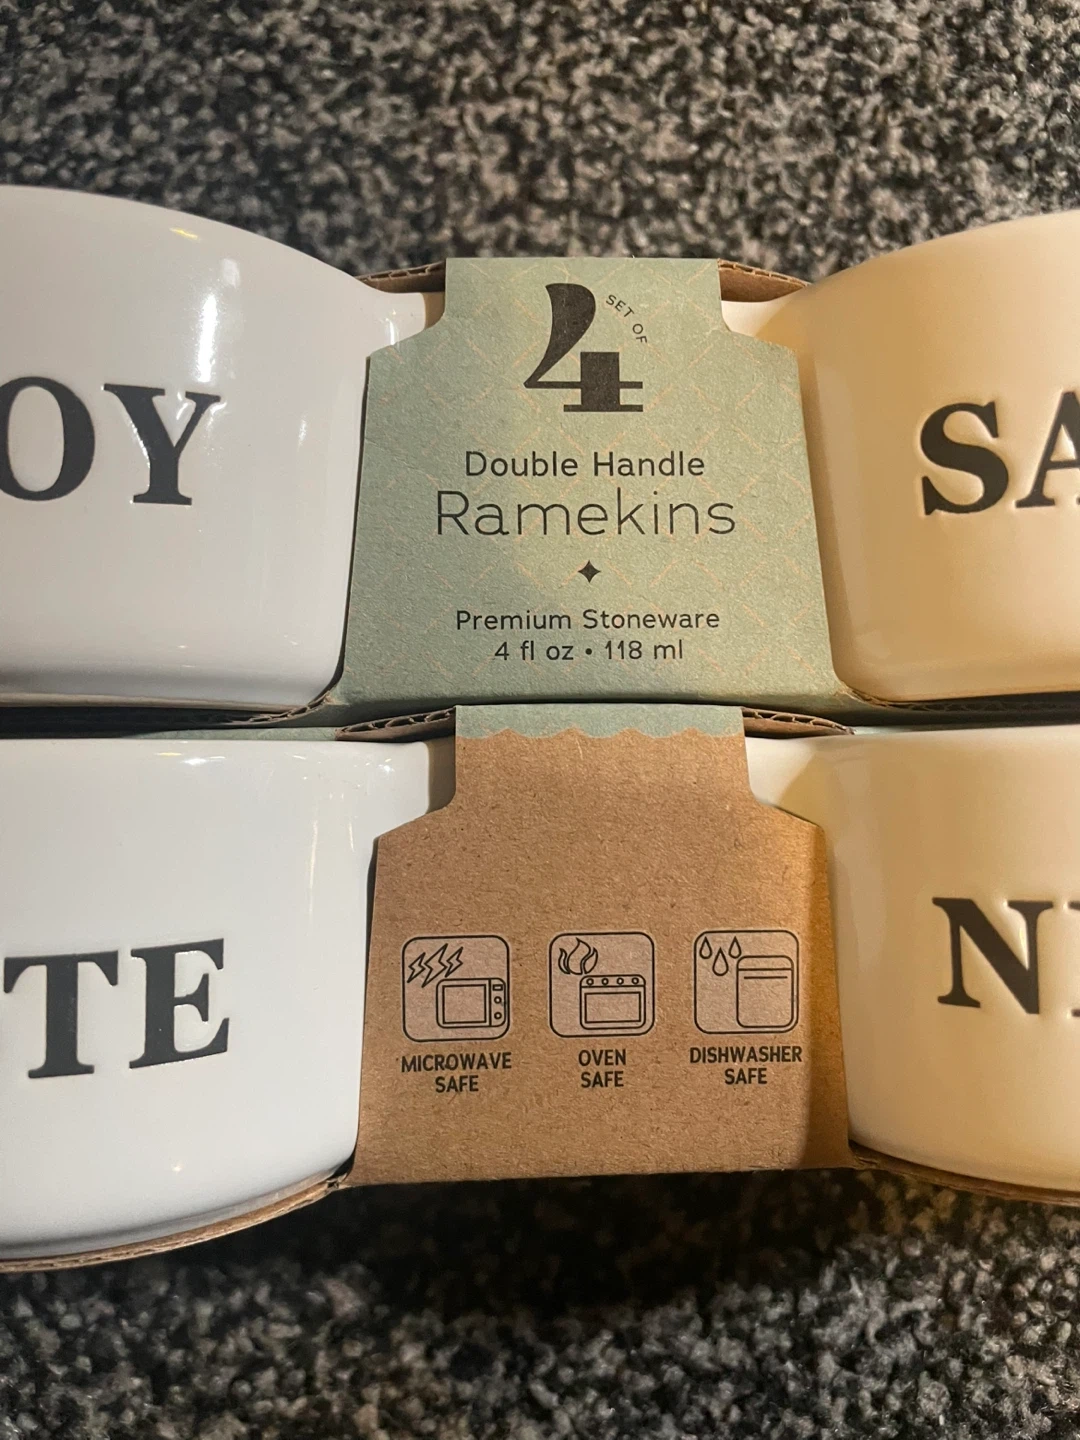 OY
SET OF
4
Double Handle
Ramekins
Premium Stoneware
4 fl oz • 118 ml
SA
TE
MICROWAVE
SAFE
OVEN
SAFE
DISHWASHER
SAFE
N